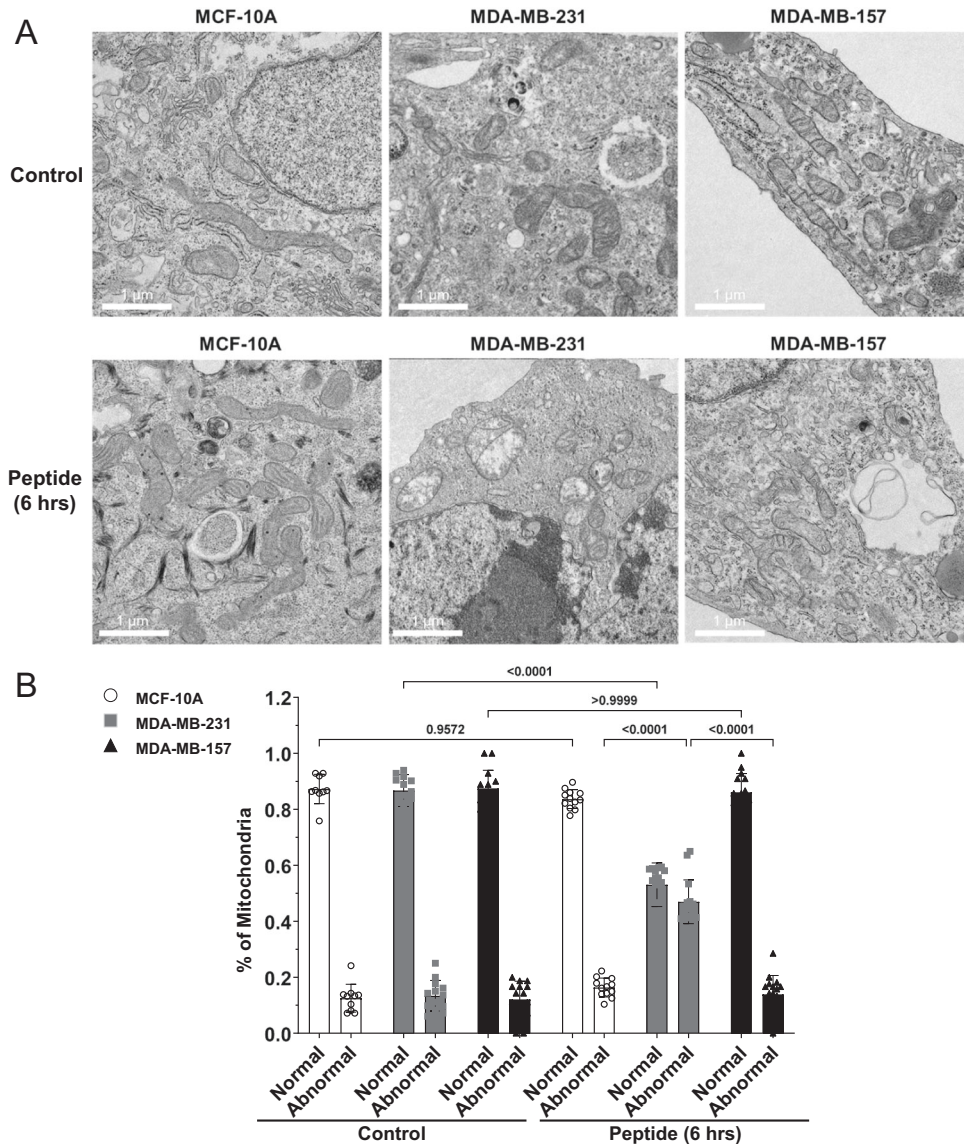 A
MCF-10A MDA-MB-231 MDA-MB-157
Control
1 µm 1 µm 1 µm
MCF-10A MDA-MB-231 MDA-MB-157
Peptide
(6 hrs)
1 µm 1 µm 1 µm
B
MCF-10A
MDA-MB-231
MDA-MB-157
<0.0001
>0.9999
0.9572 <0.0001 <0.0001
% of Mitochondria
1.2
1.0
0.8
0.6
0.4
0.2
0.0
Normal Abnormal Normal Abnormal Normal Abnormal Normal Abnormal Normal Abnormal Normal Abnormal
Control Peptide (6 hrs)